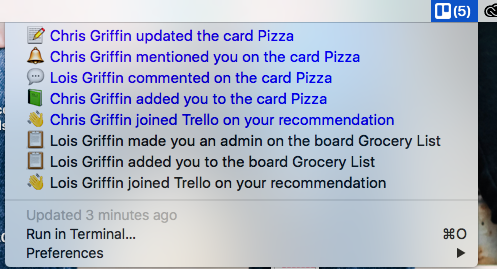 (5)
Chris Griffin updated the card Pizza
Chris Griffin mentioned you on the card Pizza
Lois Griffin commented on the card Pizza
Chris Griffin added you to the card Pizza
Chris Griffin joined Trello on your recommendation
Lois Griffin made you an admin on the board Grocery List
Lois Griffin added you to the board Grocery List
Lois Griffin joined Trello on your recommendation
Updated 3 minutes ago
Run in Terminal... ⌘O
Preferences